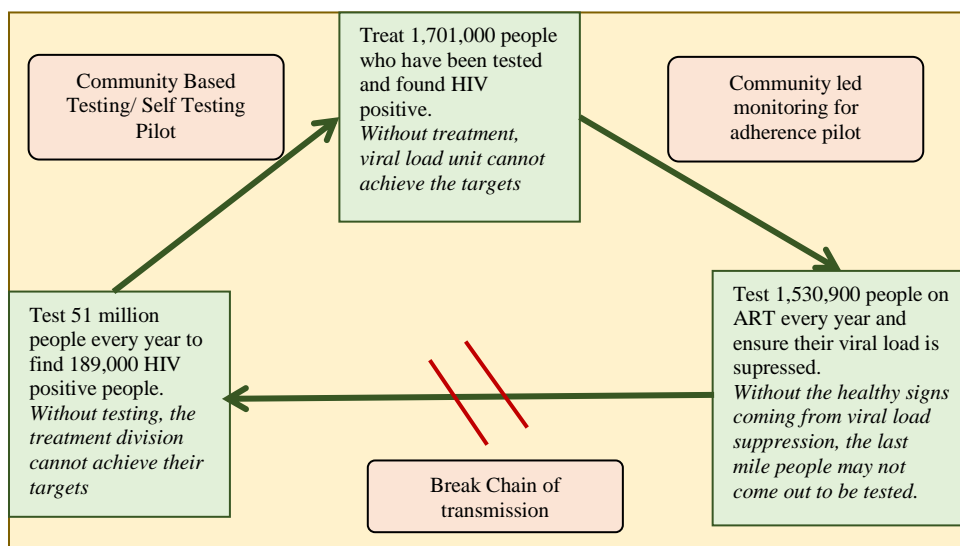 Community Based
Testing/ Self Testing
Pilot
Treat 1,701,000 people
who have been tested
and found HIV
positive.
Without treatment,
viral load unit cannot
achieve the targets
Community led
monitoring for
adherence pilot
Test 51 million
people every year to
find 189,000 HIV
positive people.
Without testing, the
treatment division
cannot achieve their
targets
Break Chain of
transmission
Test 1,530,900 people on
ART every year and
ensure their viral load is
supressed.
Without the healthy signs
coming from viral load
suppression, the last
mile people may not
come out to be tested.